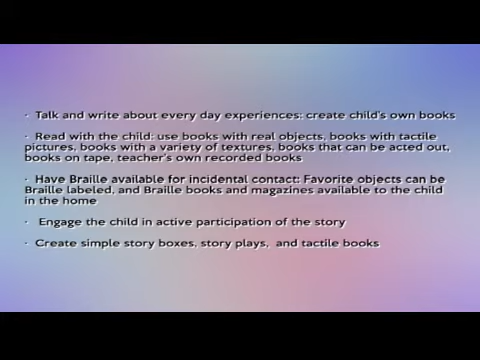 - Talk and write about every day experiences: create child's own books
- Read with the child: use books with real objects, books with tactile
pictures, books with a variety of textures, books that can be acted out,
books on tape, teacher's own recorded books
- Have Braille available for incidental contact: Favorite objects can be
Braille labeled, and Braille books and magazines available to the child
in the home
- Engage the child in active participation of the story
- Create simple story boxes, story plays, and tactile books